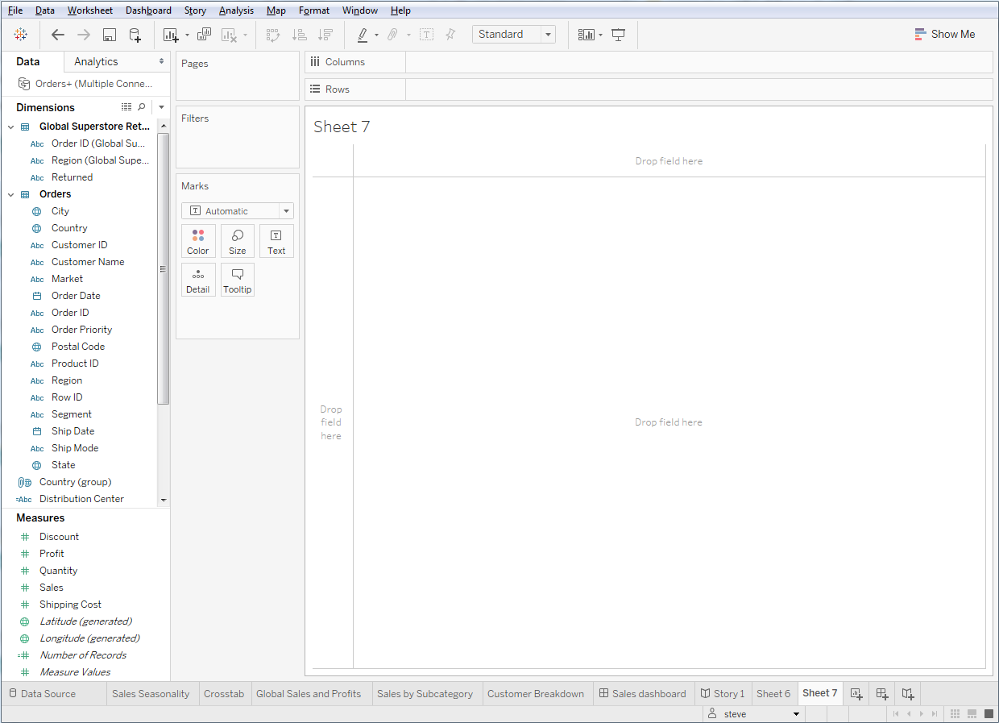 File Data Worksheet Dashboard Story Analysis Map Format Window Help
Standard
Show Me
Data Analytics
Orders+ (Multiple Conne...
Dimensions
Global Superstore Ret...
Abc Order ID (Global Su...
Abc Region (Global Supe...
Abc Returned
Orders
City
Country
Abc Customer ID
Abc Customer Name
Abc Market
Order Date
Abc Order ID
Abc Order Priority
Postal Code
Abc Product ID
Abc Region
Abc Row ID
Abc Segment
Ship Date
Abc Ship Mode
State
Country (group)
=Abc Distribution Center
Measures
# Discount
# Profit
# Quantity
# Sales
# Shipping Cost
Latitude (generated)
Longitude (generated)
=# Number of Records
# Measure Values
Pages
Filters
Marks
T Automatic
Color Size Text
Detail Tooltip
Columns
Rows
Sheet 7
Drop field here
Drop
field
here
Drop field here
Data Source Sales Seasonality Crosstab Global Sales and Profits Sales by Subcategory Customer Breakdown Sales dashboard Story 1 Sheet 6 Sheet 7
steve